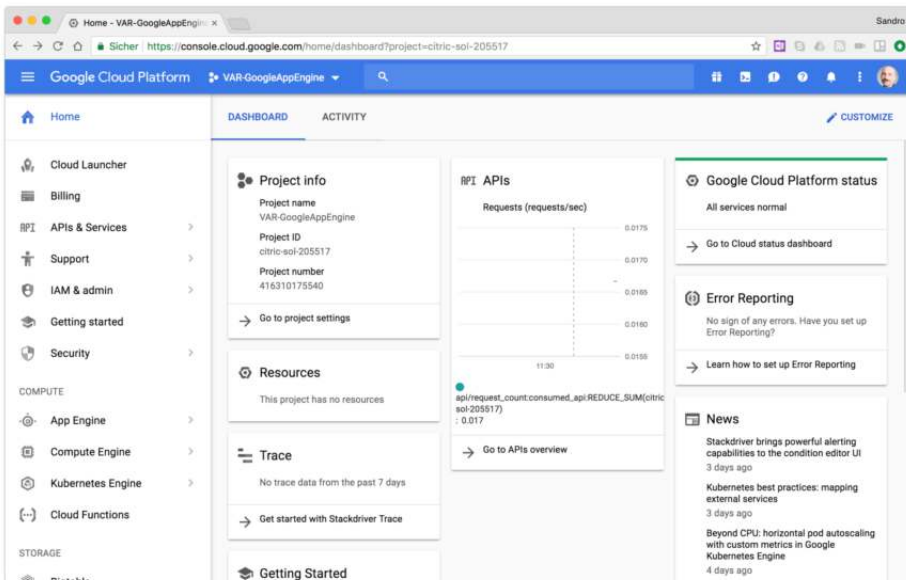 Home - VAR-GoogleAppEngin
Sandro
Sicher https://console.cloud.google.com/home/dashboard?project=citric-sol-205517
Google Cloud Platform
VAR-GoogleAppEngine
Home
DASHBOARD
ACTIVITY
CUSTOMIZE
Cloud Launcher
Billing
API APIs & Services
Support
IAM & admin
Getting started
Security
COMPUTE
App Engine
Compute Engine
Kubernetes Engine
Cloud Functions
STORAGE
Project info
Project name
VAR-GoogleAppEngine
Project ID
citric-sol-205517
Project number
416310175540
Go to project settings
Resources
This project has no resources
Trace
No trace data from the past 7 days
Get started with Stackdriver Trace
Getting Started
API APIs
Requests (requests/sec)
0.0175
0.0170
0.0165
0.0160
0.0155
11:30
api/request_count:consumed_api:REDUCE_SUM(citric
sol-205517)
: 0.017
Go to APIs overview
Google Cloud Platform status
All services normal
Go to Cloud status dashboard
Error Reporting
No sign of any errors. Have you set up
Error Reporting?
Learn how to set up Error Reporting
News
Stackdriver brings powerful alerting
capabilities to the condition editor UI
3 days ago
Kubernetes best practices: mapping
external services
3 days ago
Beyond CPU: horizontal pod autoscaling
with custom metrics in Google
Kubernetes Engine
4 days ago